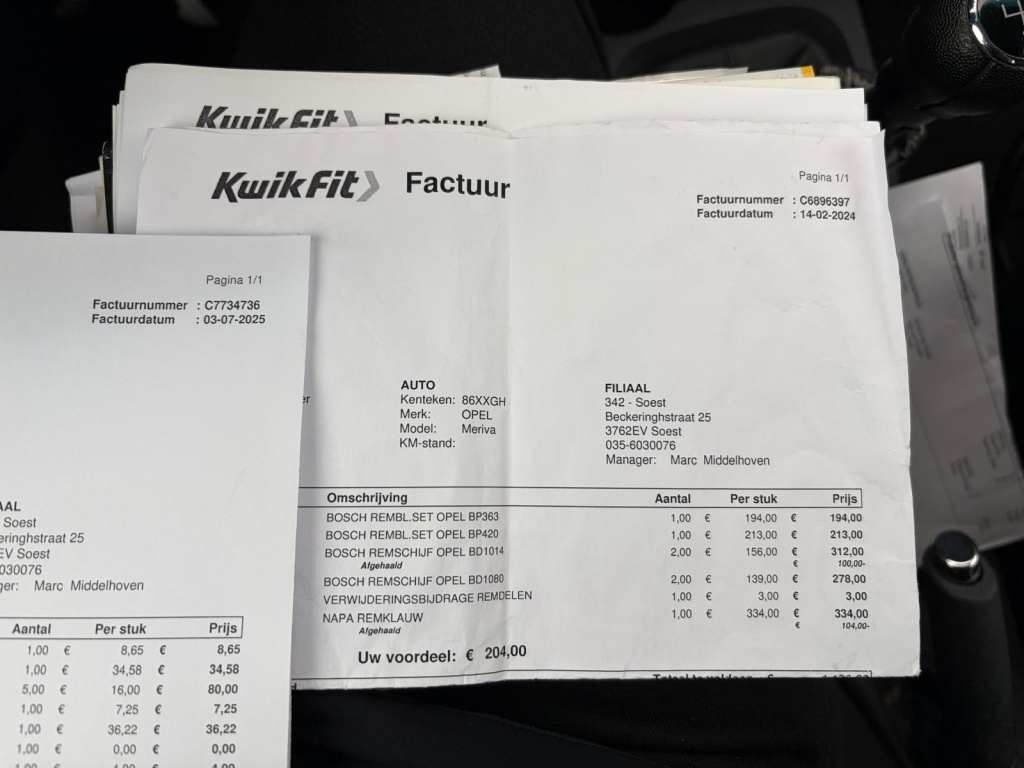 KwikFit Factuur
KwikFit Factuur
Pagina 1/1
Factuurnummer : C6896397
Factuurdatum : 14-02-2024
AUTO
Kenteken: 86XXGH
Merk: OPEL
Model: Meriva
KM-stand:
FILIAAL
342 - Soest
Beckeringhstraat 25
3762EV Soest
035-6030076
Manager: Marc Middelhoven
Omschrijving Aantal Per stuk Prijs
BOSCH REMBL.SET OPEL BP363 1,00 € 194,00 € 194,00
BOSCH REMBL.SET OPEL BP420 1,00 € 213,00 € 213,00
BOSCH REMSCHIJF OPEL BD1014 2,00 € 156,00 € 312,00
Afgehaald € 100,00-
BOSCH REMSCHIJF OPEL BD1080 2,00 € 139,00 € 278,00
VERWIJDERINGSBIJDRAGE REMDELEN 1,00 € 3,00 € 3,00
NAPA REMKLAUW 1,00 € 334,00 € 334,00
Afgehaald € 104,00-
Uw voordeel: € 204,00
Pagina 1/1
Factuurnummer : C7734736
Factuurdatum : 03-07-2025
AAL
Soest
eringhstraat 25
EV Soest
030076
ger: Marc Middelhoven
Aantal Per stuk Prijs
1,00 € 8,65 € 8,65
1,00 € 34,58 € 34,58
5,00 € 16,00 € 80,00
1,00 € 7,25 € 7,25
1,00 € 36,22 € 36,22
1,00 € 0,00 € 0,00